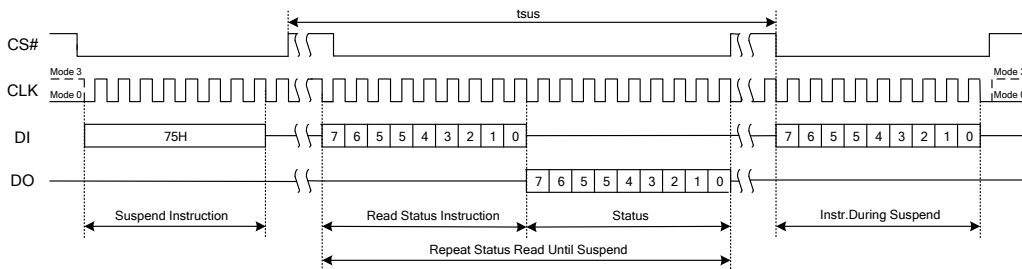 tsus
CS#
Mode 3
Mode 3
CLK
Mode 0
Mode 0
DI
75H
7 6 5 5 4 3 2 1 0
7 6 5 5 4 3 2 1 0
DO
7 6 5 5 4 3 2 1 0
Suspend Instruction
Read Status Instruction
Status
Instr.During Suspend
Repeat Status Read Until Suspend